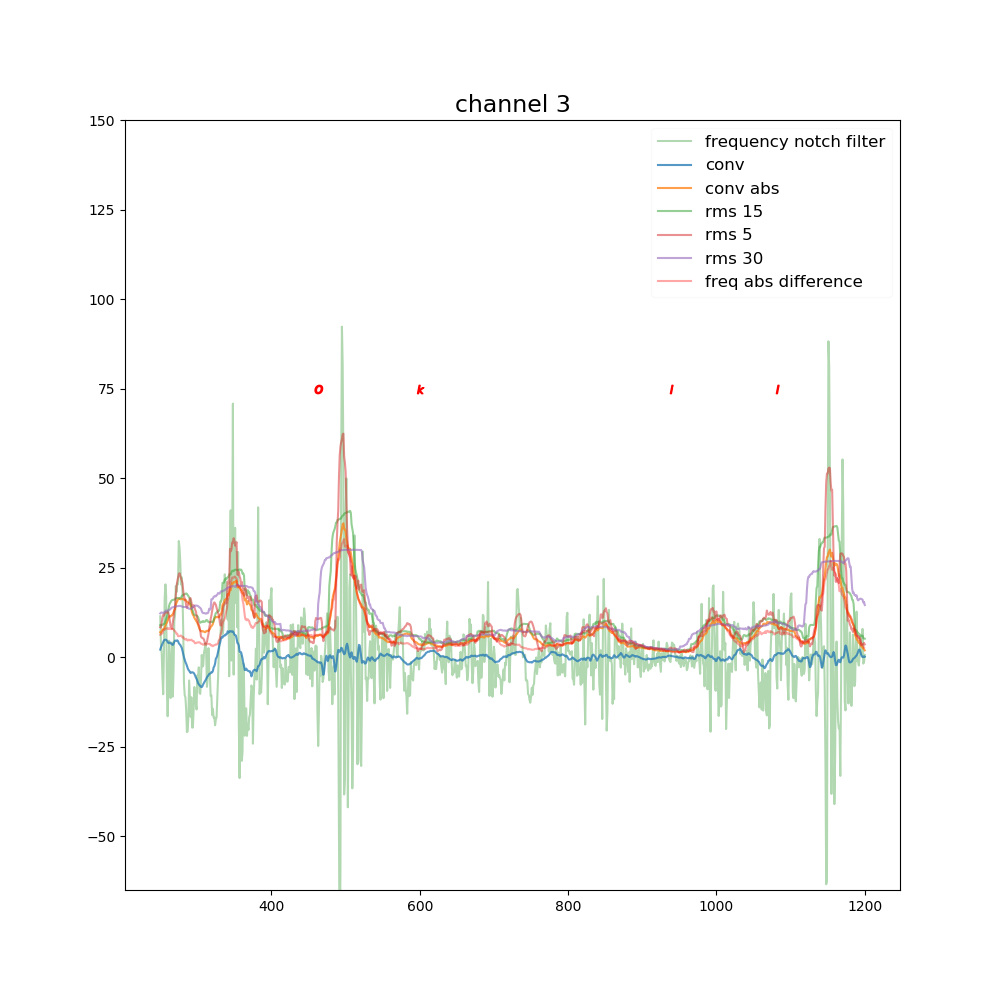 channel 3
150
125
100
75
50
25
0
−25
−50
frequency notch filter
conv
conv abs
rms 15
rms 5
rms 30
freq abs difference
o k l l
400 600 800 1000 1200